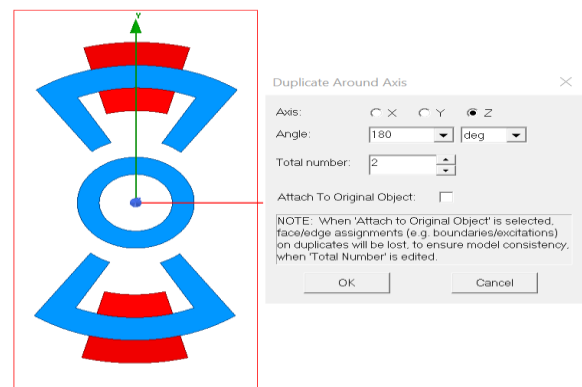 Y
Duplicate Around Axis
Axis: X Y Z
Angle: 180 deg
Total number: 2
Attach To Original Object:
NOTE: When 'Attach to Original Object' is selected,
face/edge assignments (e.g. boundaries/excitations)
on duplicates will be lost, to ensure model consistency,
when 'Total Number' is edited.
OK Cancel